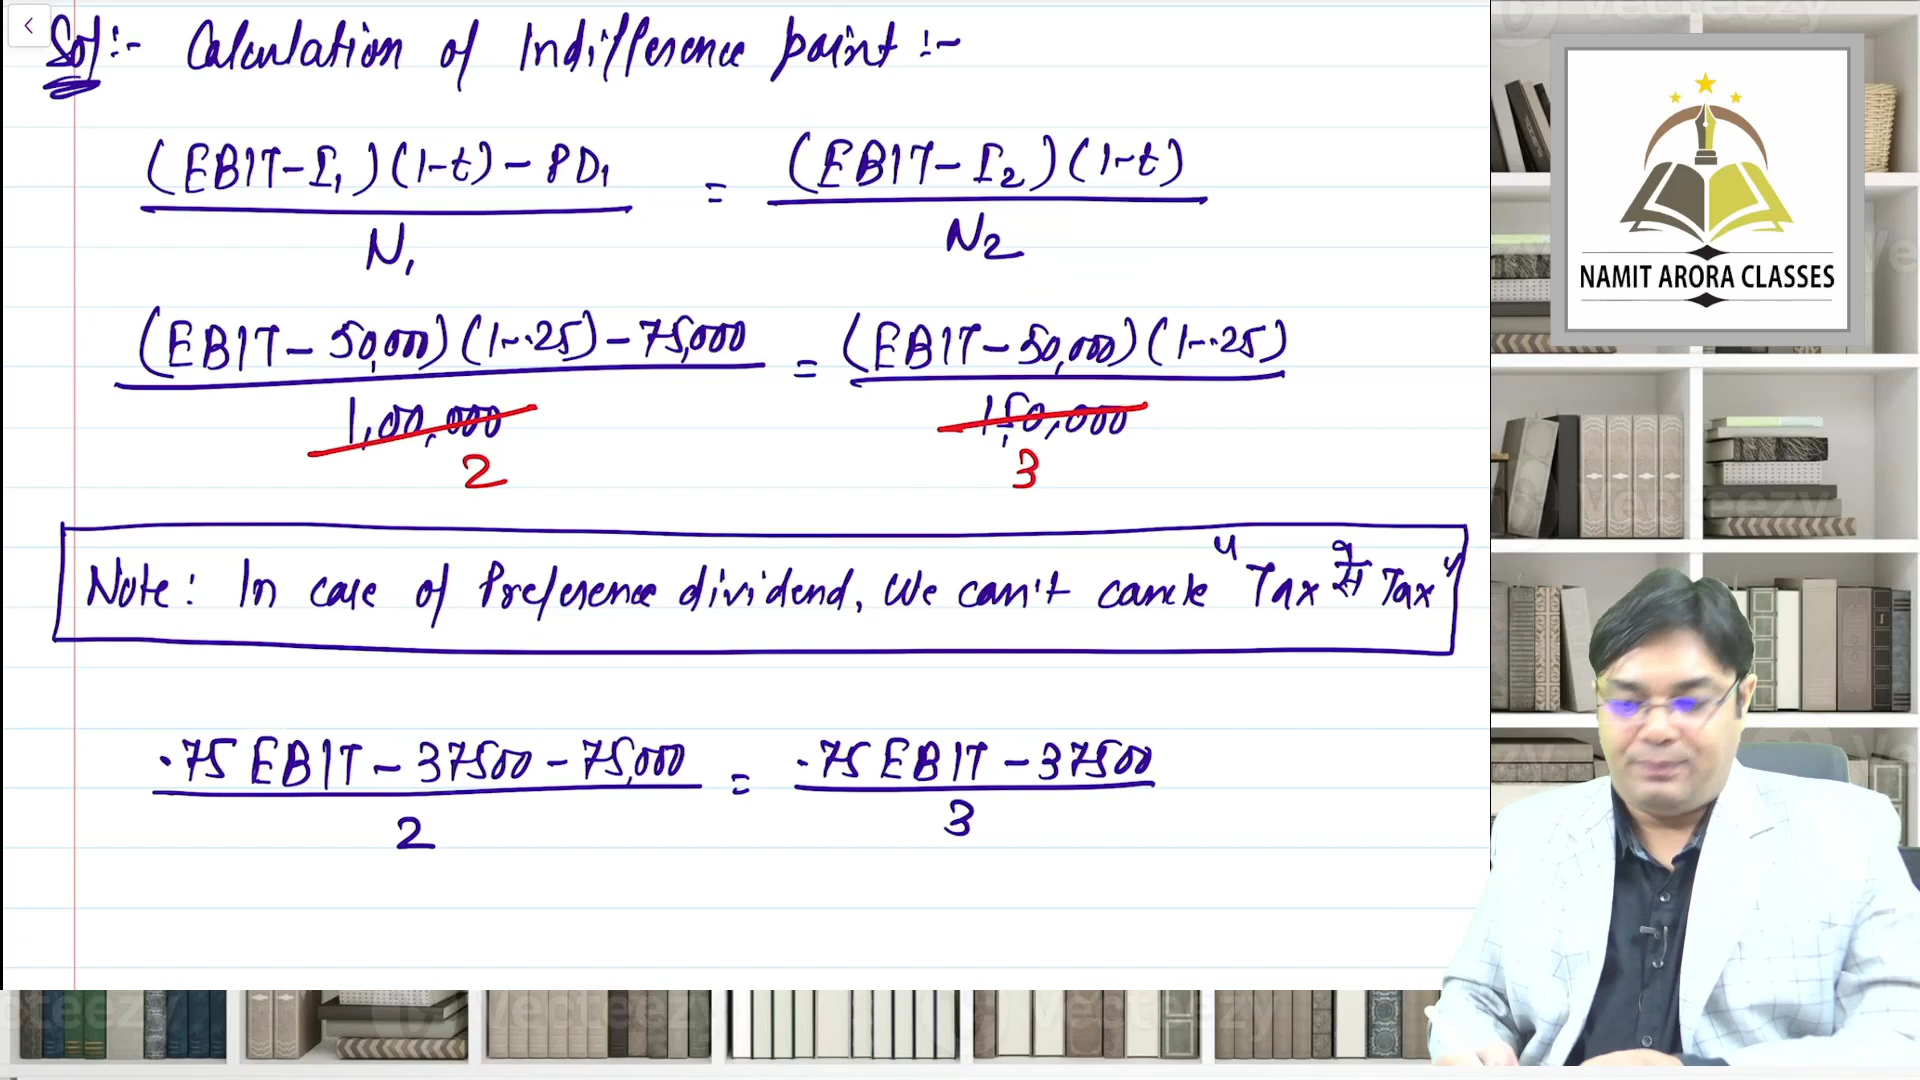 Sol:- Calculation of Indifference point :-
(EBIT-I₁)(1-t) - PD₁ = (EBIT-I₂)(1-t)
N₁ N₂
(EBIT - 50,000)(1-.25) - 75,000 = (EBIT-50,000)(1-.25)
1,00,000 1,50,000
2 3
Note: In case of Preference dividend, We can't cancle "Tax से Tax"
.75 EBIT - 37500 - 75,000 = .75 EBIT - 37500
2 3
NAMIT ARORA CLASSES
vecteezy